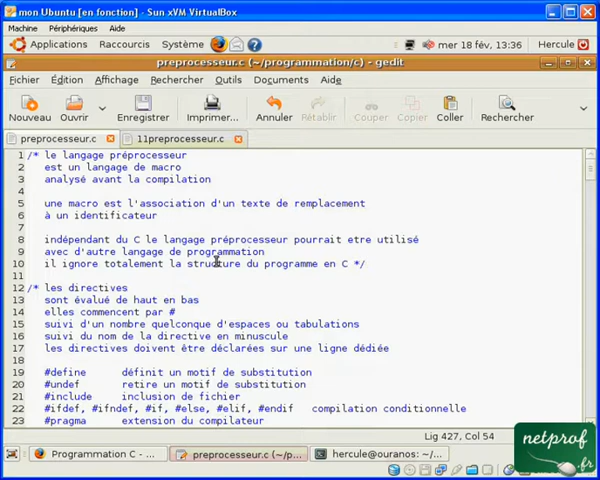 mon Ubuntu [en fonction] - Sun xVM VirtualBox
Machine Périphériques Aide
Applications Raccourcis Système mer 18 fév, 13:36 Hercule
preprocesseur.c (~/programmation/c) - gedit
Fichier Édition Affichage Rechercher Outils Documents Aide
Nouveau Ouvrir Enregistrer Imprimer... Annuler Rétablir Couper Copier Coller Rechercher
preprocesseur.c 11preprocesseur.c
1 /* le langage préprocesseur
2 est un langage de macro
3 analysé avant la compilation
4
5 une macro est l'association d'un texte de remplacement
6 à un identificateur
7
8 indépendant du C le langage préprocesseur pourrait etre utilisé
9 avec d'autre langage de programmation
10 il ignore totalement la structure du programme en C */
11
12 /* les directives
13 sont évalué de haut en bas
14 elles commencent par #
15 suivi d'un nombre quelconque d'espaces ou tabulations
16 suivi du nom de la directive en minuscule
17 les directives doivent être déclarées sur une ligne dédiée
18
19 #define définit un motif de substitution
20 #undef retire un motif de substitution
21 #include inclusion de fichier
22 #ifdef, #ifndef, #if, #else, #elif, #endif compilation conditionnelle
23 #pragma extension du compilateur
Lig 427, Col 54
Programmation C - ... preprocesseur.c (~/p... hercule@ouranos: ~/...
netprof
.fr